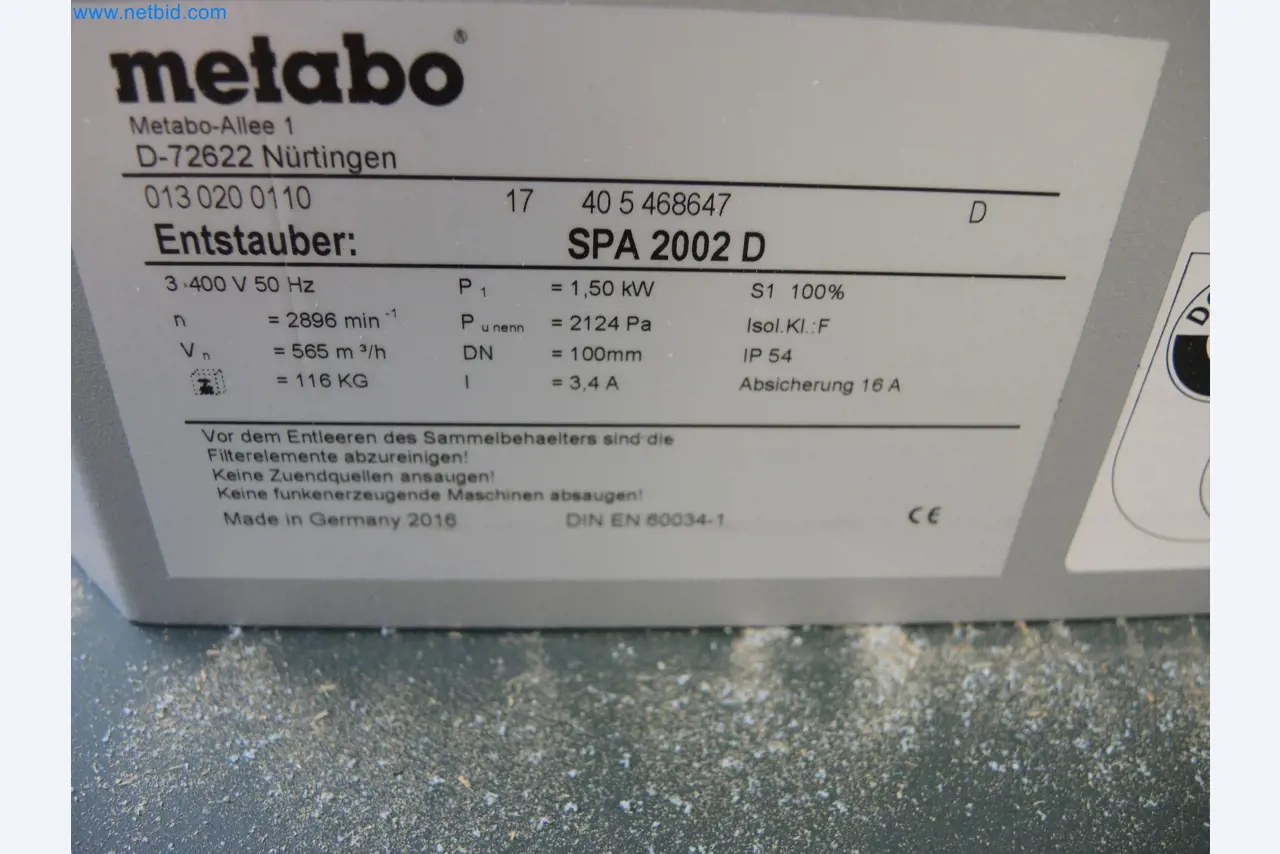 www.netbid.com
metabo®
Metabo-Allee 1
D-72622 Nürtingen
013 020 0110 17 40 5 468647 D
Entstauber: SPA 2002 D
3~400 V 50 Hz P 1 = 1,50 kW S1 100%
n = 2896 min -1 P u nenn = 2124 Pa Isol.Kl.:F
V n = 565 m ³/h DN = 100mm IP 54
= 116 KG I = 3,4 A Absicherung 16 A
Vor dem Entleeren des Sammelbehaelters sind die
Filterelemente abzureinigen!
Keine Zuendquellen ansaugen!
Keine funkenerzeugende Maschinen absaugen!
Made in Germany 2016 DIN EN 60034-1 CE